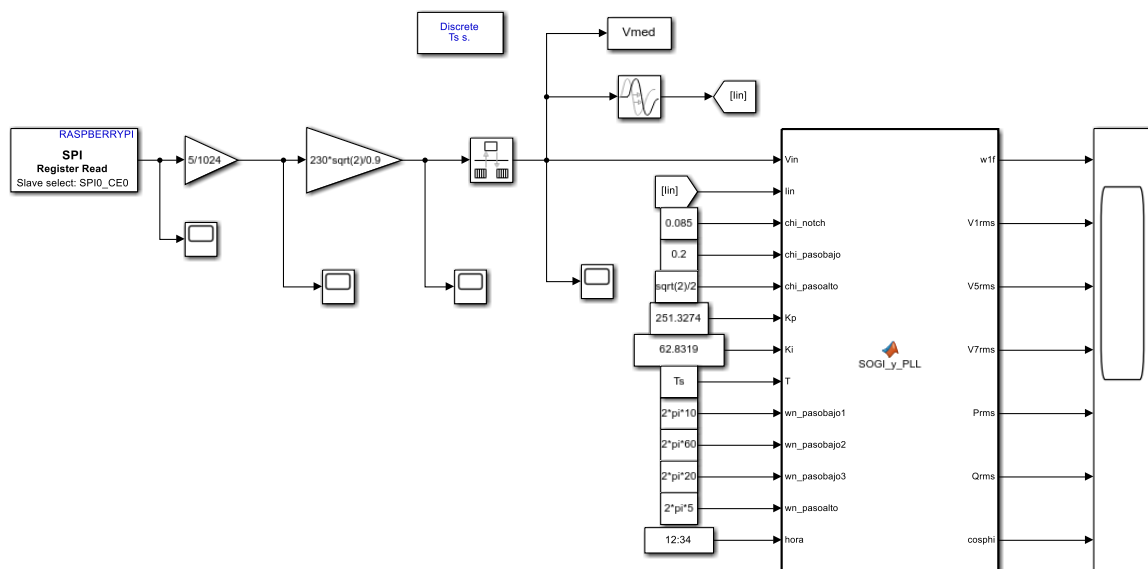 Discrete
Ts s.
Vmed
[Iin]
RASPBERRYPI
SPI
Register Read
Slave select: SPI0_CE0
5/1024
230*sqrt(2)/0.9
[Iin]
0.085
0.2
sqrt(2)/2
251.3274
62.8319
Ts
2*pi*10
2*pi*60
2*pi*20
2*pi*5
12:34
Vin
Iin
chi_notch
chi_pasobajo
chi_pasoalto
Kp
Ki
T
wn_pasobajo1
wn_pasobajo2
wn_pasobajo3
wn_pasoalto
hora
SOGI_y_PLL
w1f
V1rms
V5rms
V7rms
Prms
Qrms
cosphi